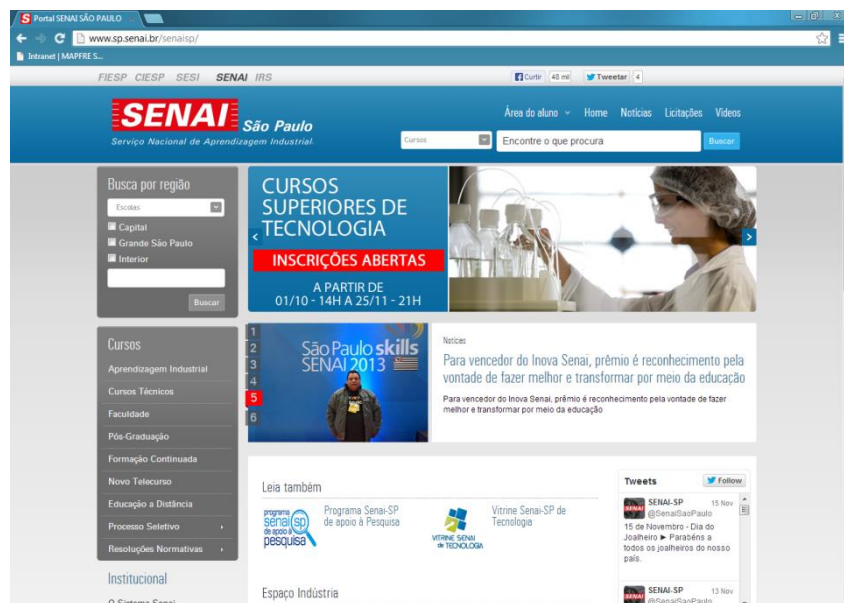 Portal SENAI SÃO PAULO
www.sp.senai.br/senaisp/
Intranet | MAPFRE S...
FIESP CIESP SESI SENAI IRS
Curtir 48 mil Tweetar 4
SENAI São Paulo
Serviço Nacional de Aprendizagem Industrial
Área do aluno Home Notícias Licitações Vídeos
Cursos Encontre o que procura Buscar
Busca por região
Escolas
Capital
Grande São Paulo
Interior
Buscar
CURSOS
SUPERIORES DE
TECNOLOGIA
INSCRIÇÕES ABERTAS
A PARTIR DE
01/10 - 14H A 25/11 - 21H
Cursos
Aprendizagem Industrial
Cursos Técnicos
Faculdade
Pós-Graduação
Formação Continuada
Novo Telecurso
Educação a Distância
Processo Seletivo
Resoluções Normativas
Institucional
O Sistema Senai
1
2
3
4
5
6
São Paulo skills
SENAI 2013
Notices
Para vencedor do Inova Senai, prêmio é reconhecimento pela
vontade de fazer melhor e transformar por meio da educação
Para vencedor do Inova Senai, prêmio é reconhecimento pela vontade de fazer
melhor e transformar por meio da educação
Leia também
programa
senai sp
de apoio à
pesquisa
Programa Senai-SP
de apoio à Pesquisa
VITRINE SENAI
de TECNOLOGIA
Vitrine Senai-SP de
Tecnologia
Espaço Indústria
Tweets Follow
SENAI-SP 15 Nov
@SenaiSaoPaulo
15 de Novembro - Dia do
Joalheiro ► Parabéns a
todos os joalheiros do nosso
país.
SENAI-SP 13 Nov
@SenaiSaoPaulo